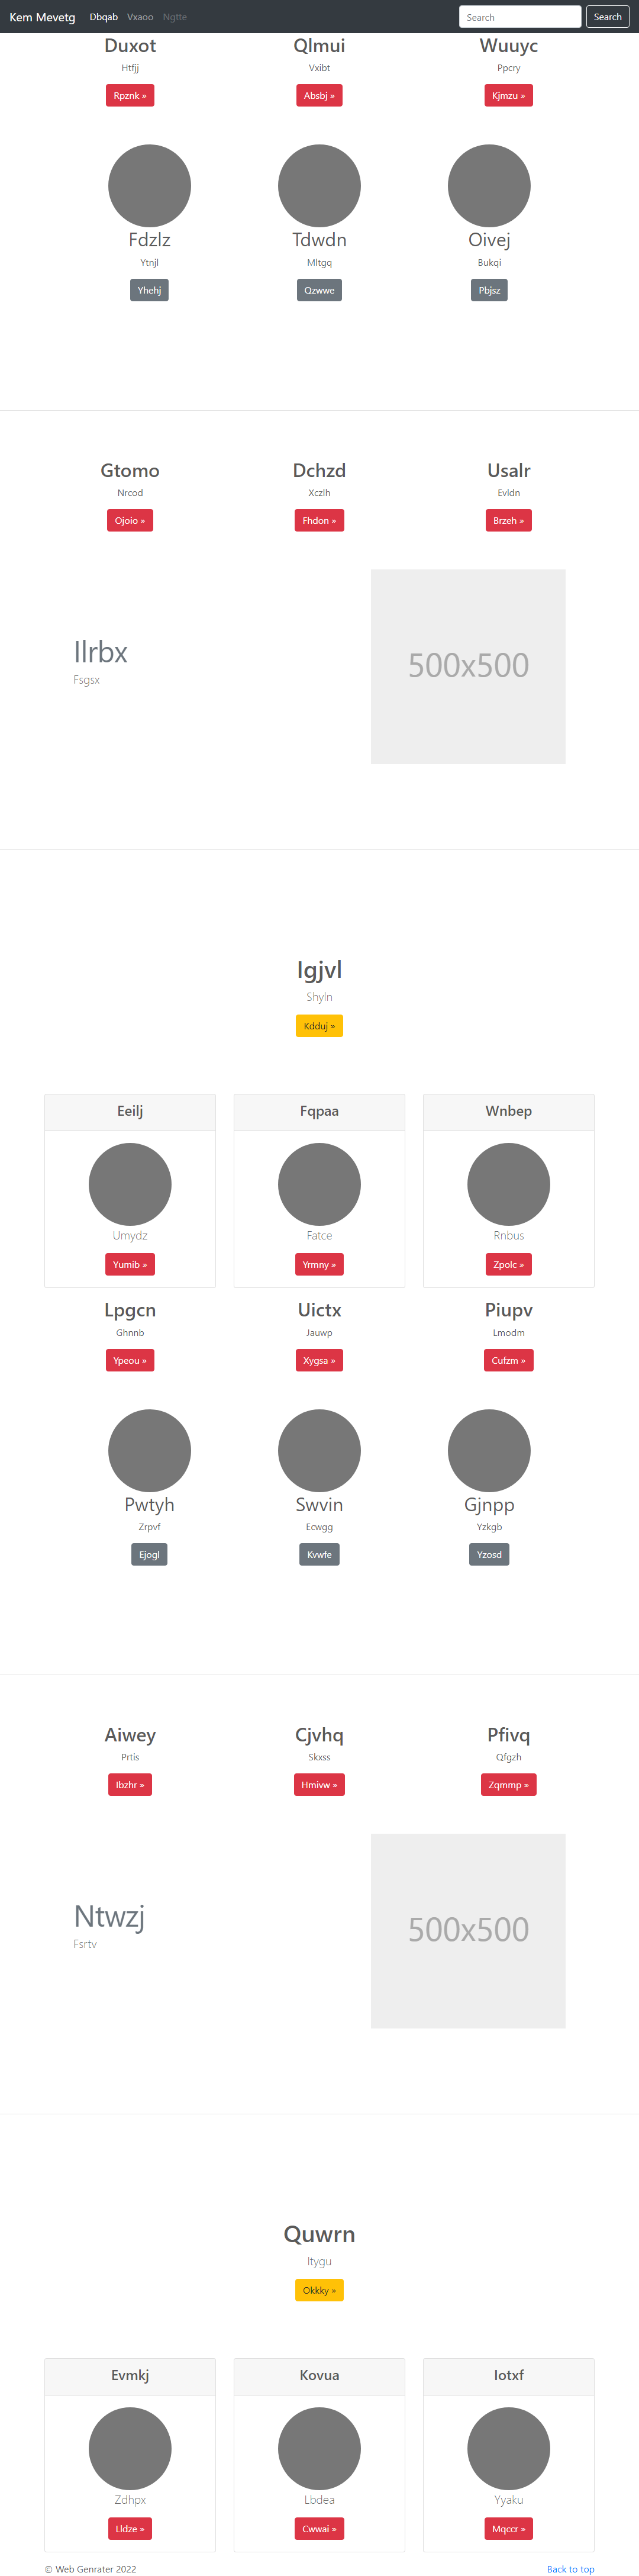 Kem Mevetg Dbqab Vxaoo Ngtte Search Search
Duxot Qlmui Wuuyc
Htfjj Vxibt Ppcry
Rpznk » Absbj » Kjmzu »
Fdzlz Tdwdn Oivej
Ytnjl Mltgq Bukqi
Yhehj Qzwwe Pbjsz
Gtomo Dchzd Usalr
Nrcod Xczlh Evldn
Ojoio » Fhdon » Brzeh »
Ilrbx
Fsgsx
500x500
Igjvl
Shyln
Kdduj »
Eeilj Fqpaa Wnbep
Umydz Fatce Rnbus
Yumib » Yrmny » Zpolc »
Lpgcn Uictx Piupv
Ghnnb Jauwp Lmodm
Ypeou » Xygsa » Cufzm »
Pwtyh Swvin Gjnpp
Zrpvf Ecwgg Yzkgb
Ejogl Kvwfe Yzosd
Aiwey Cjvhq Pfivq
Prtis Skxss Qfgzh
Ibzhr » Hmivw » Zqmmp »
Ntwzj
Fsrtv
500x500
Quwrn
Itygu
Okkky »
Evmkj Kovua Iotxf
Zdhpx Lbdea Yyaku
Lldze » Cwwai » Mqccr »
© Web Genrater 2022 Back to top